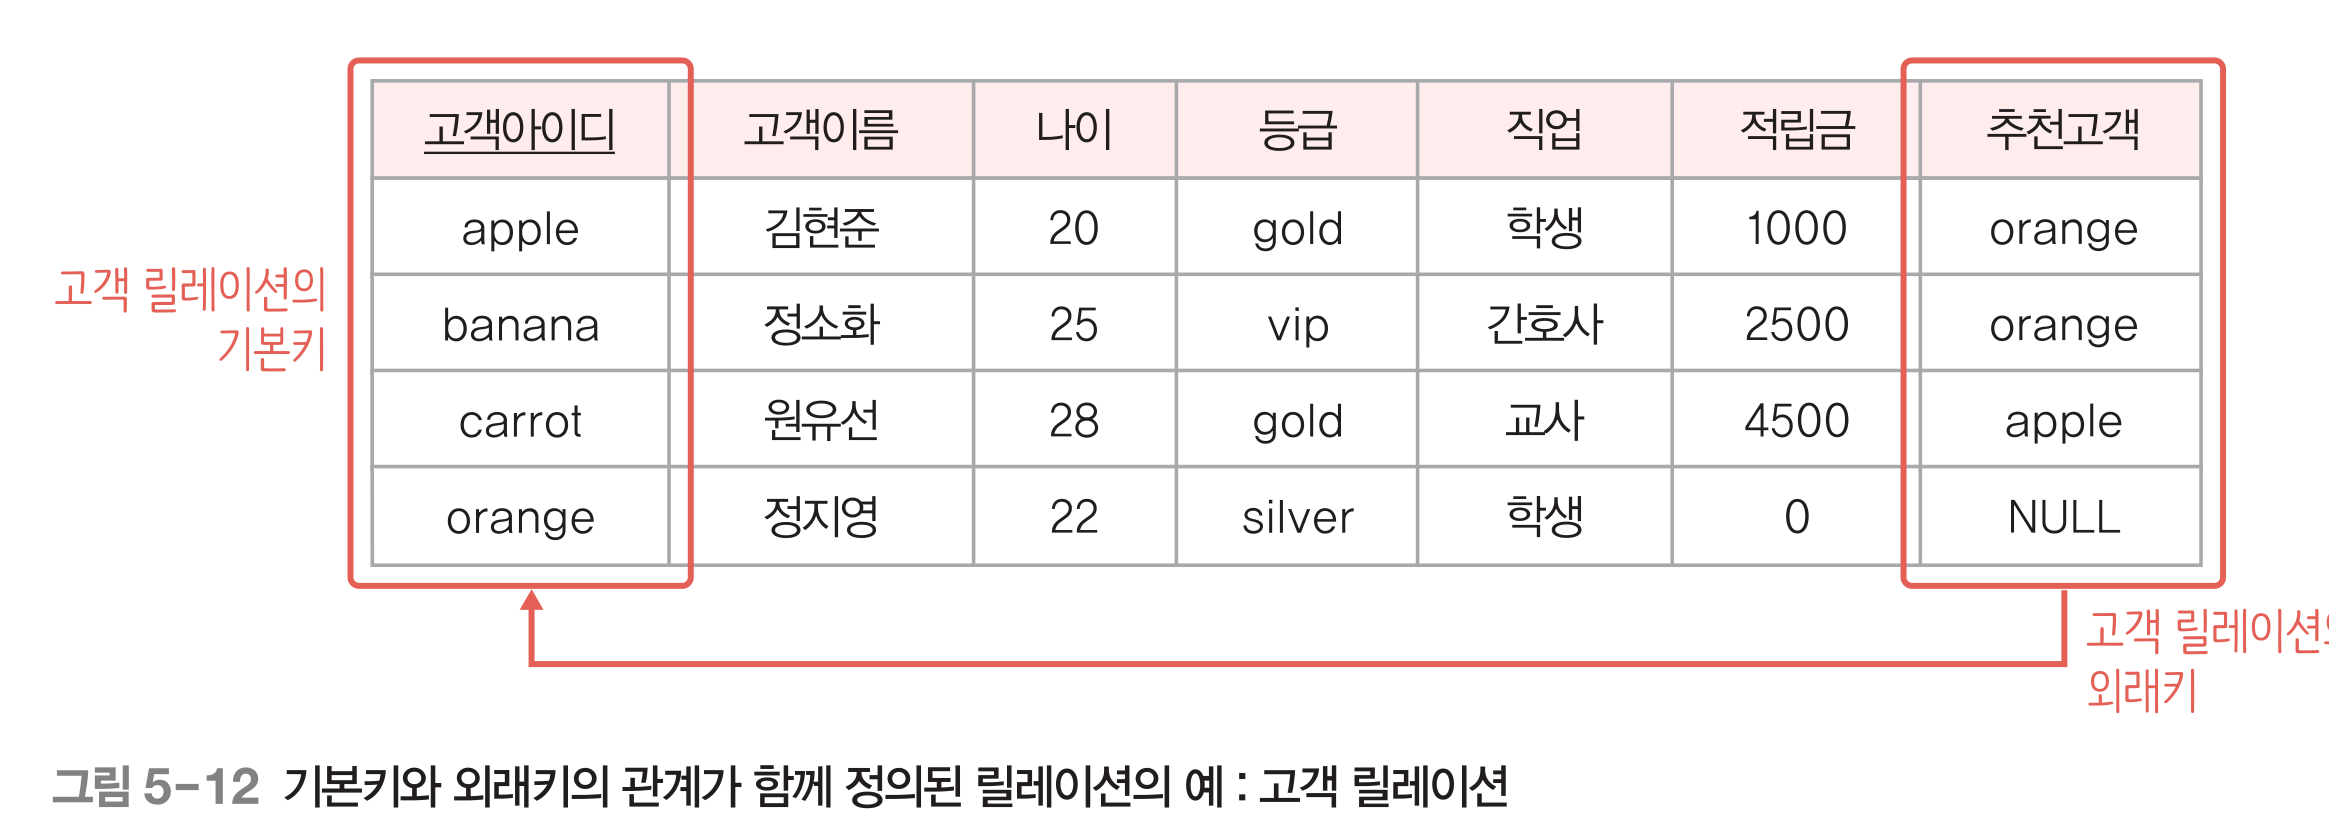 고객아이디 고객이름 나이 등급 직업 적립금 추천고객
apple 김현준 20 gold 학생 1000 orange
banana 정소화 25 vip 간호사 2500 orange
carrot 원유선 28 gold 교사 4500 apple
orange 정지영 22 silver 학생 0 NULL
고객 릴레이션의
기본키
고객 릴레이션의
외래키
그림 5-12 기본키와 외래키의 관계가 함께 정의된 릴레이션의 예 : 고객 릴레이션